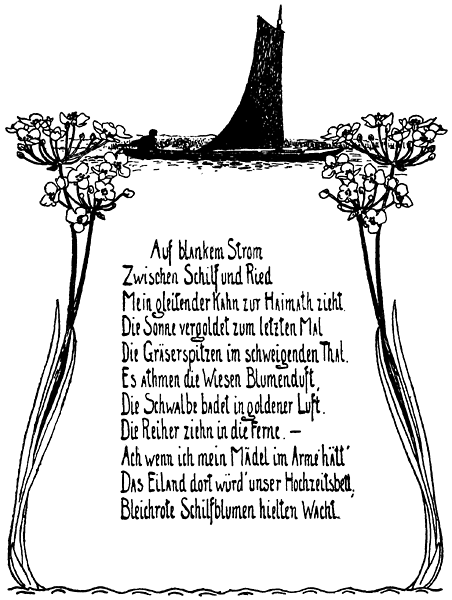 Auf blankem Strom
Zwischen Schilf und Ried
Mein gleitender Kahn zur Haimath zieht.
Die Sonne vergoldet zum letzten Mal
Die Gräserspitzen im schweigenden Thal.
Es athmen die Wiesen Blumenduft,
Die Schwalbe badet in goldener Luft.
Die Reiher ziehn in die Ferne. —
Ach wenn ich mein Mädel im Arme hätt'
Das Eiland dort würd' unser Hochzeitsbett,
Bleichrote Schilfblumen hielten Wacht.